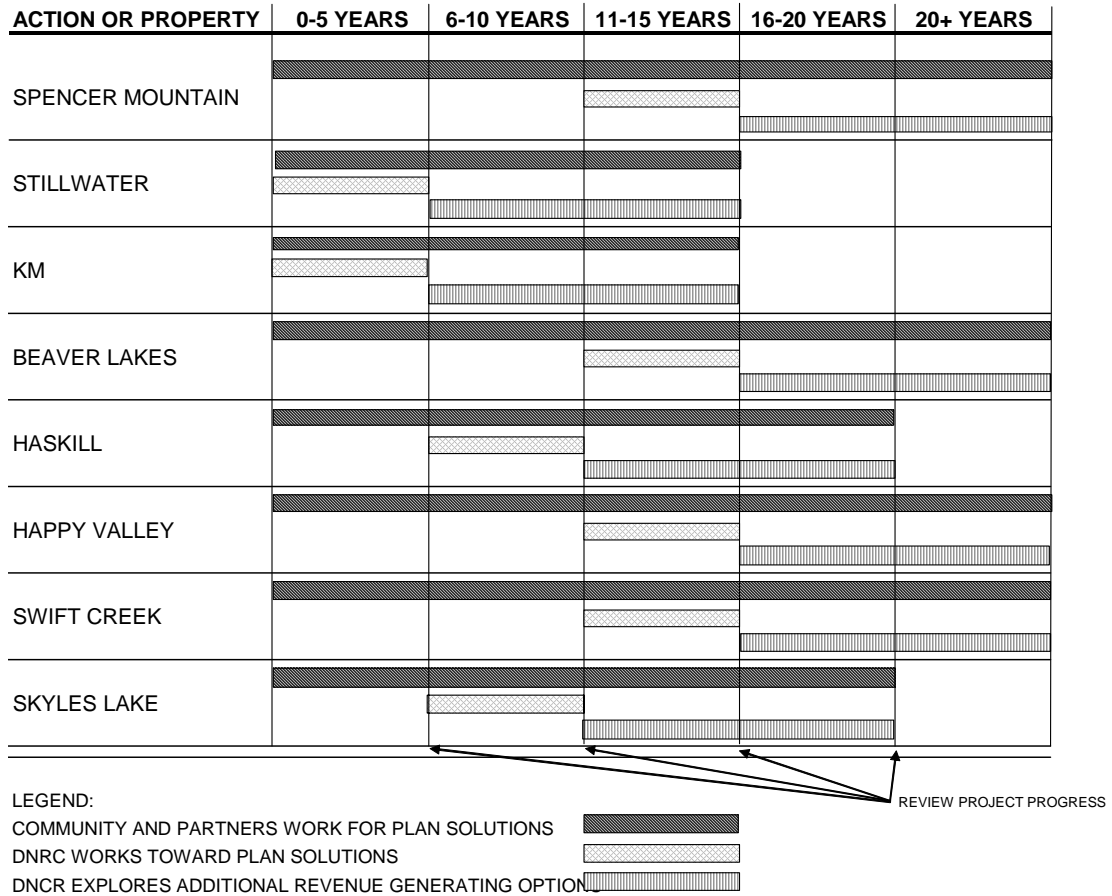 ACTION OR PROPERTY 0-5 YEARS 6-10 YEARS 11-15 YEARS 16-20 YEARS 20+ YEARS
SPENCER MOUNTAIN
STILLWATER
KM
BEAVER LAKES
HASKILL
HAPPY VALLEY
SWIFT CREEK
SKYLES LAKE
REVIEW PROJECT PROGRESS
LEGEND:
COMMUNITY AND PARTNERS WORK FOR PLAN SOLUTIONS
DNRC WORKS TOWARD PLAN SOLUTIONS
DNCR EXPLORES ADDITIONAL REVENUE GENERATING OPTIONS